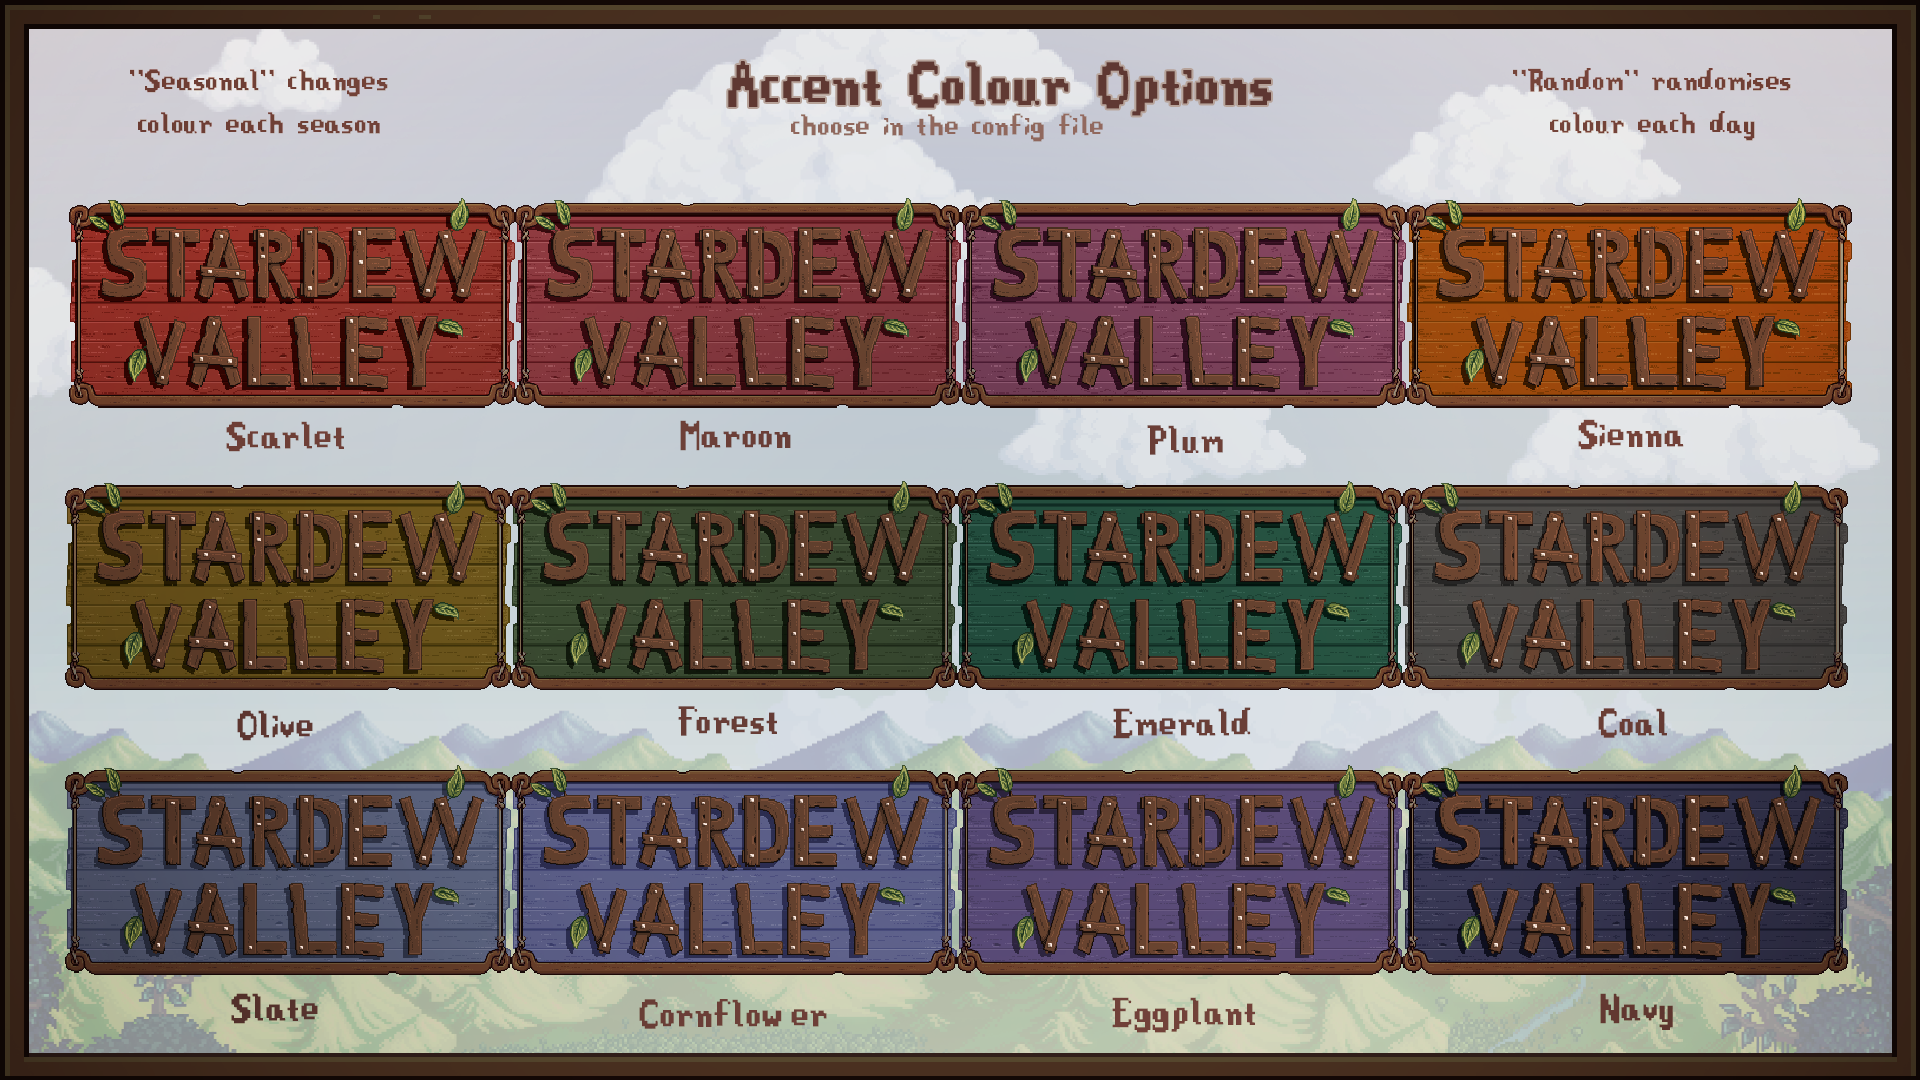 "Seasonal" changes
colour each season
Accent Colour Options
choose in the config file
"Random" randomises
colour each day
STARDEW
VALLEY
STARDEW
VALLEY
STARDEW
VALLEY
STARDEW
VALLEY
Scarlet
Maroon
Plum
Sienna
STARDEW
VALLEY
STARDEW
VALLEY
STARDEW
VALLEY
STARDEW
VALLEY
Olive
Forest
Emerald
Coal
STARDEW
VALLEY
STARDEW
VALLEY
STARDEW
VALLEY
STARDEW
VALLEY
Slate
Cornflower
Eggplant
Navy